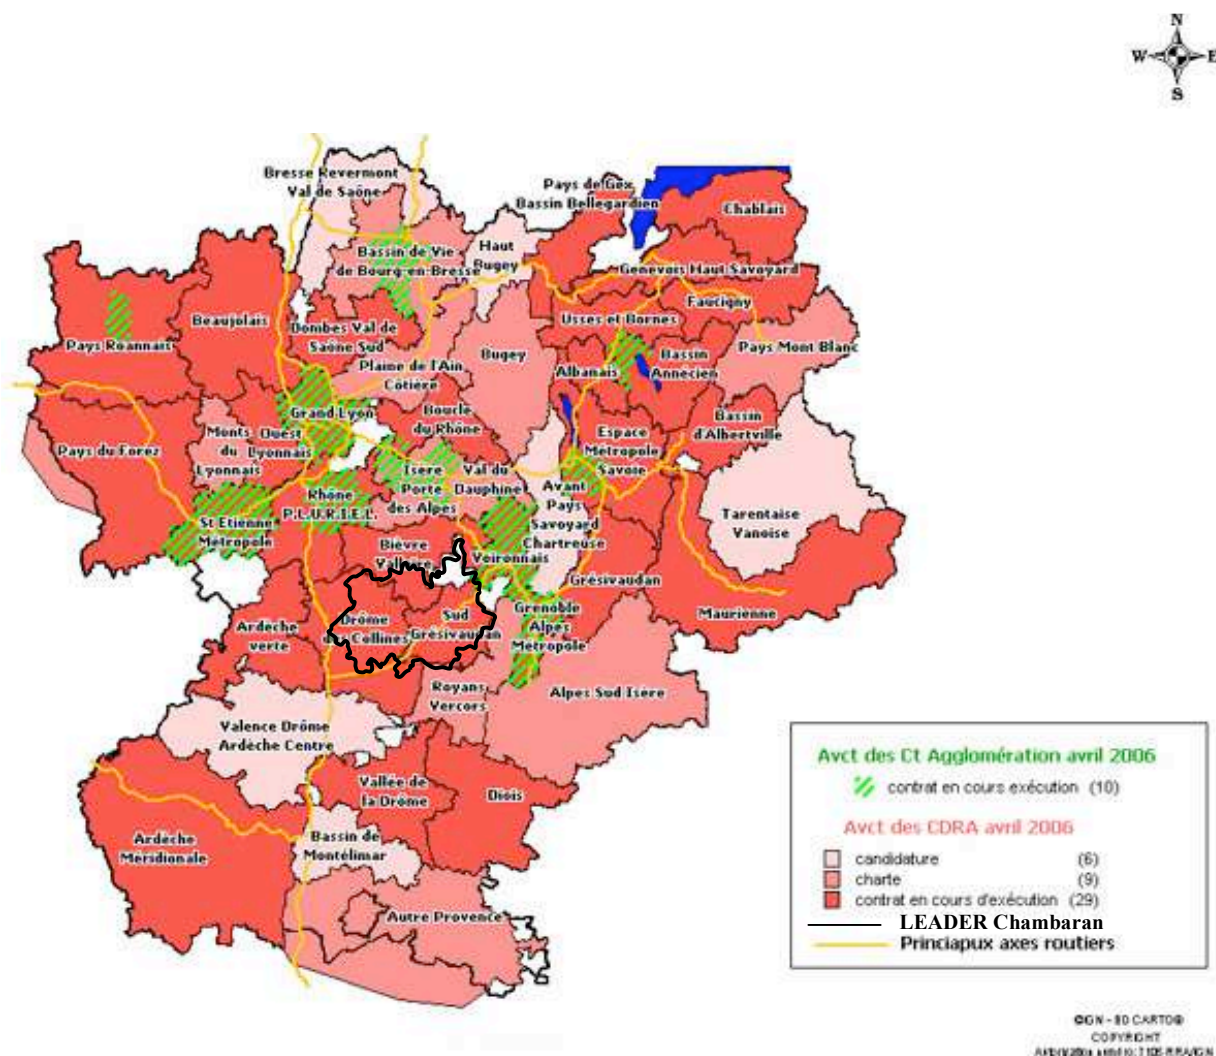 N
W E
S
Bresse Revermont
Val de Saône
Pays de Gex
Bassin Bellegardien
Chablais
Haut
Bugey
Bassin de Vie
de Bourg-en-Bresse
Genevois Haut Savoyard
Faucigny
Beaujolais
Pays Roannais
Dombes Val de
Saône Sud
Usses et Bornes
Pays Mont Blanc
Bugey
Plaine de l'Ain
Côtière
Albanais
Bassin
Annecien
Grand Lyon
Boucle
du Rhône
Bassin
d'Albertville
Pays du Forez
Monts
du
Lyonnais
Ouest
Lyonnais
Espace
Métropole
Savoie
Isère
Porte
des Alpes
Val du
Dauphine
Avant
Pays
Savoyard
Chartreuse
Rhône
P.L.U.R.I.E.L.
St Etienne
Métropole
Tarentaise
Vanoise
Bièvre
Valloire
Voironnais
Grésivaudan
Maurienne
Grenoble
Alpes
Métropole
Ardèche
verte
Drôme
des Collines
Sud
Grésivaudan
Royans
Vercors
Alpes Sud Isère
Valence Drôme
Ardèche Centre
Vallée de
la Drôme
Diois
Ardèche
Méridionale
Bassin de
Montélimar
Autre Provence
Avct des Ct Agglomération avril 2006
contrat en cours exécution (10)
Avct des CDRA avril 2006
candidature (6)
charte (9)
contrat en cours d'exécution (29)
LEADER Chambaran
Princiapux axes routiers
©IGN - BD CARTO®
COPYRIGHT